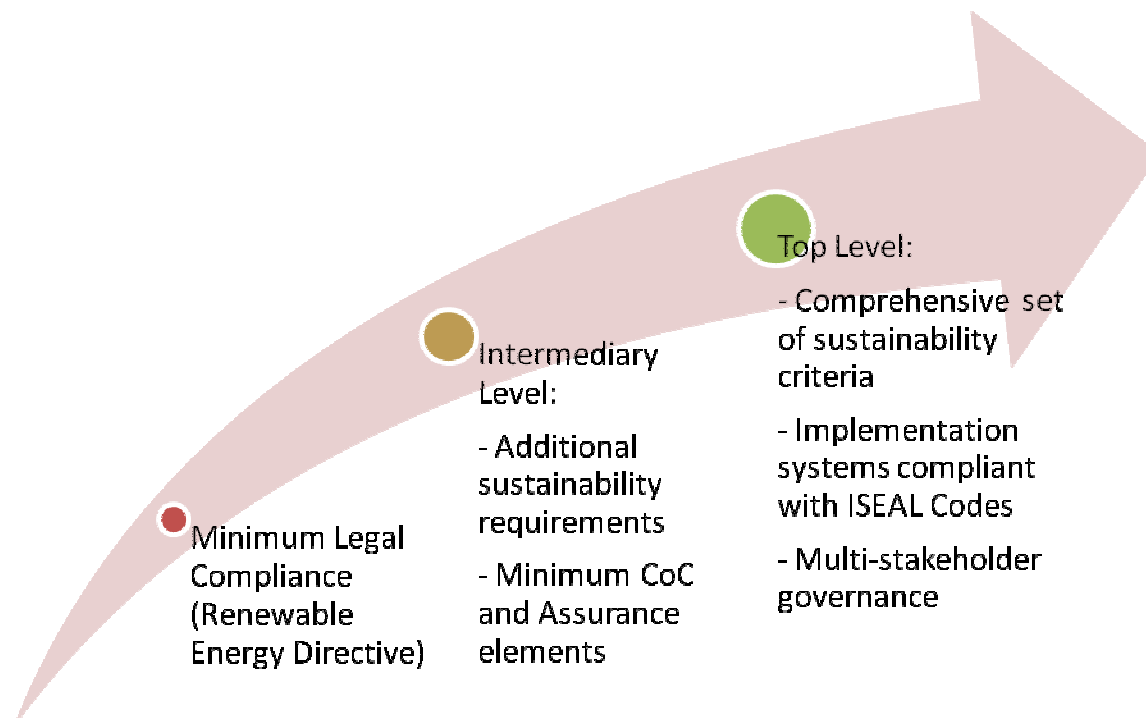 Minimum Legal
Compliance
(Renewable
Energy Directive)
Intermediary
Level:
- Additional
sustainability
requirements
- Minimum CoC
and Assurance
elements
Top Level:
- Comprehensive set
of sustainability
criteria
- Implementation
systems compliant
with ISEAL Codes
- Multi-stakeholder
governance